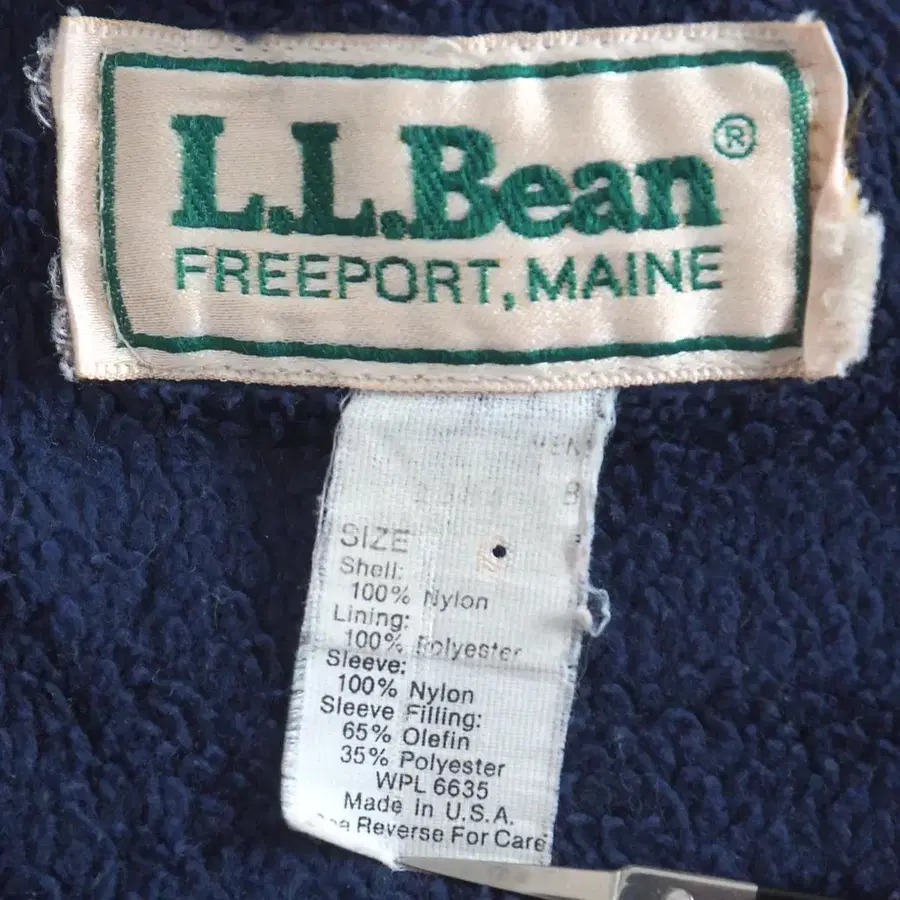 L.L.Bean®
FREEPORT, MAINE
SIZE
Shell:
100% Nylon
Lining:
100% Polyester
Sleeve:
100% Nylon
Sleeve Filling:
65% Olefin
35% Polyester
WPL 6635
Made In U.S.A.
See Reverse For Care